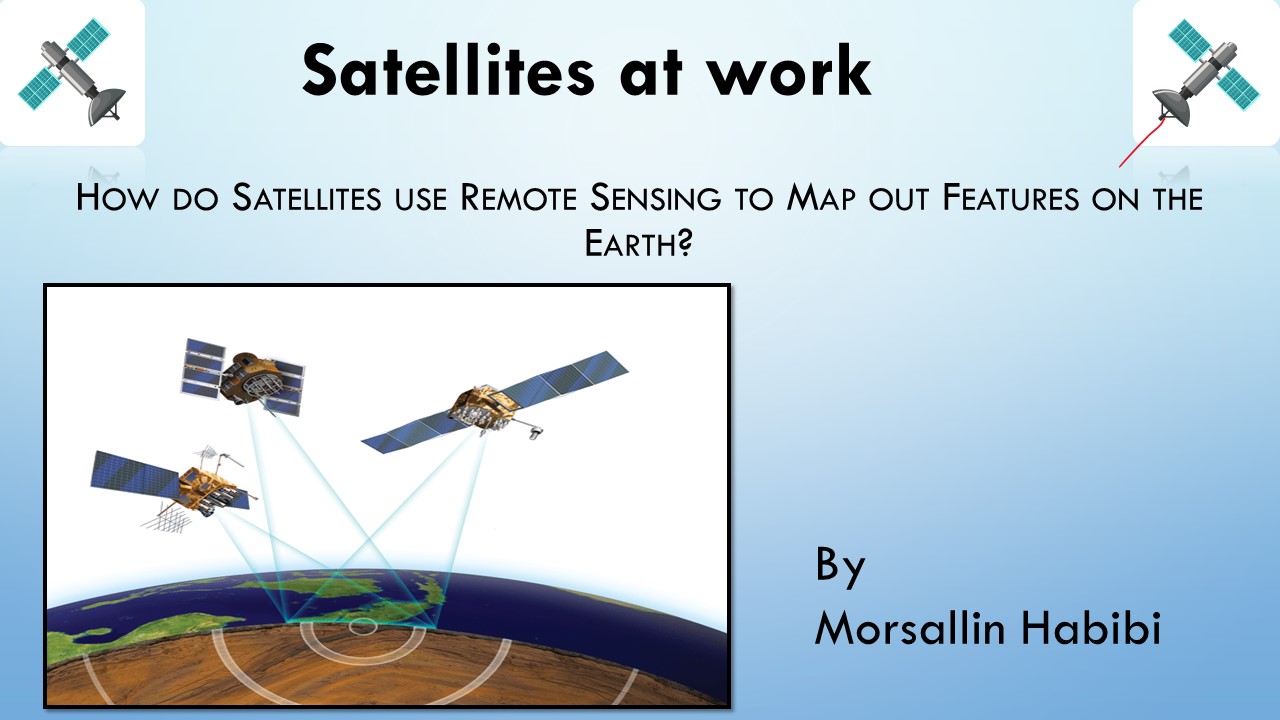 Satellites at work
How do Satellites use Remote Sensing to Map out Features on the
Earth?
By
Morsallin Habibi